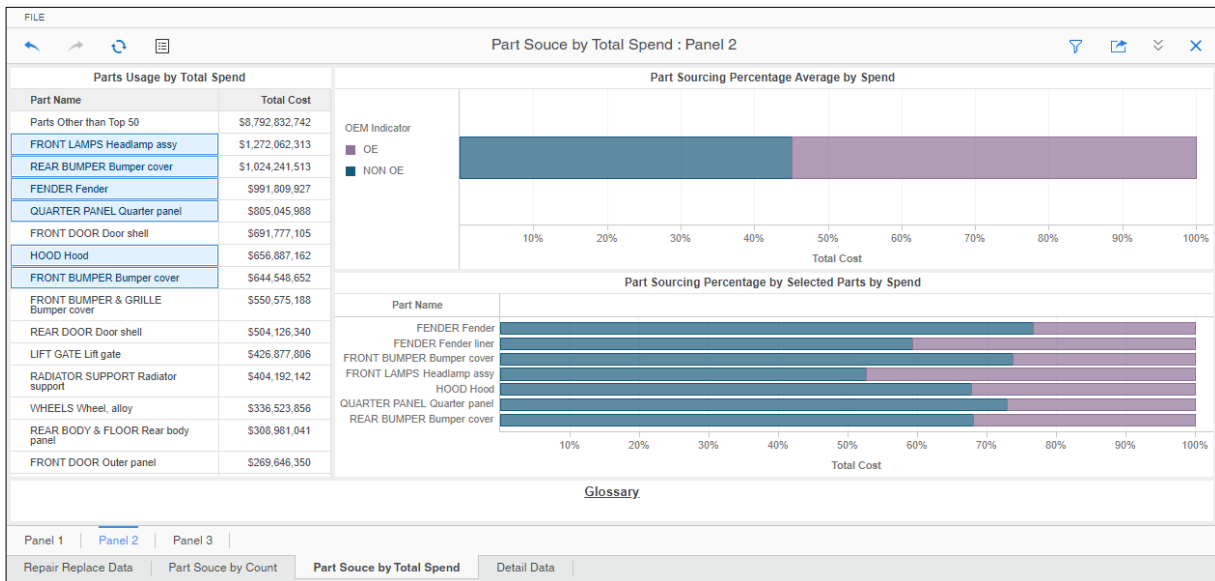 FILE
Part Souce by Total Spend : Panel 2
Parts Usage by Total Spend
Part Name Total Cost
Parts Other than Top 50 $8,792,832,742
FRONT LAMPS Headlamp assy $1,272,062,313
REAR BUMPER Bumper cover $1,024,241,513
FENDER Fender $991,809,927
QUARTER PANEL Quarter panel $805,045,988
FRONT DOOR Door shell $691,777,105
HOOD Hood $656,887,162
FRONT BUMPER Bumper cover $644,548,652
FRONT BUMPER & GRILLE $550,575,188
Bumper cover
REAR DOOR Door shell $504,126,340
LIFT GATE Lift gate $426,877,806
RADIATOR SUPPORT Radiator $404,192,142
support
WHEELS Wheel, alloy $336,523,856
REAR BODY & FLOOR Rear body $308,981,041
panel
FRONT DOOR Outer panel $269,646,350
Part Sourcing Percentage Average by Spend
OEM Indicator
OE
NON OE
10% 20% 30% 40% 50% 60% 70% 80% 90% 100%
Total Cost
Part Sourcing Percentage by Selected Parts by Spend
Part Name
FENDER Fender
FENDER Fender liner
FRONT BUMPER Bumper cover
FRONT LAMPS Headlamp assy
HOOD Hood
QUARTER PANEL Quarter panel
REAR BUMPER Bumper cover
10% 20% 30% 40% 50% 60% 70% 80% 90% 100%
Total Cost
Glossary
Panel 1 Panel 2 Panel 3
Repair Replace Data Part Souce by Count Part Souce by Total Spend Detail Data